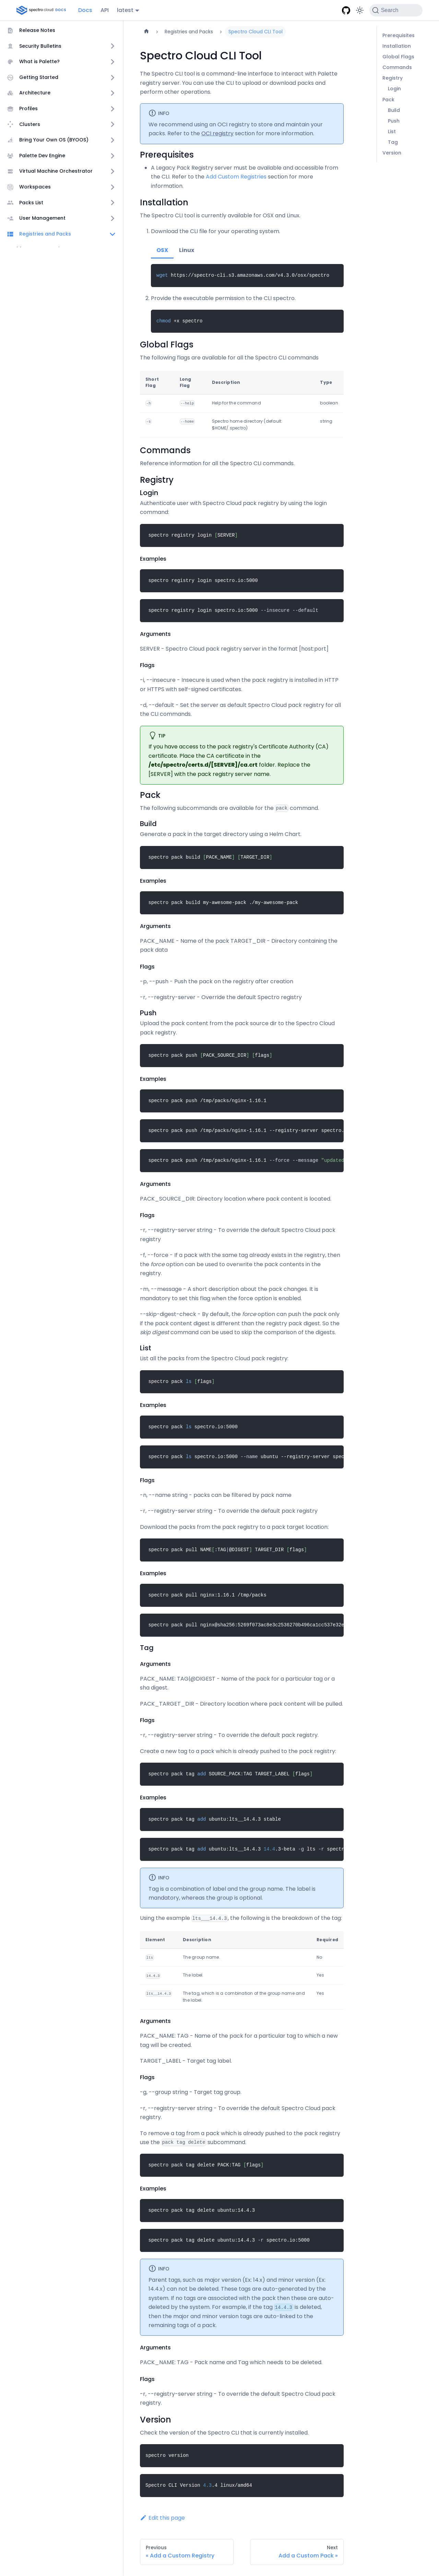 spectro cloud DOCS
Docs
API
latest
Search
Release Notes
Security Bulletins
What is Palette?
Getting Started
Architecture
Profiles
Clusters
Bring Your Own OS (BYOOS)
Palette Dev Engine
Virtual Machine Orchestrator
Workspaces
Packs List
User Management
Registries and Packs
Registries and Packs
Spectro Cloud CLI Tool
Spectro Cloud CLI Tool
The Spectro CLI tool is a command-line interface to interact with Palette
registry servers. You can use the CLI to upload or download packs and
perform other operations.
INFO
We recommend using an OCI registry to store and maintain your
packs. Refer to the OCI registry section for more information.
Prerequisites
A Legacy Pack Registry server must be available and accessible from
the CLI. Refer to the Add Custom Registries section for more
information.
Installation
The Spectro CLI tool is currently available for OSX and Linux.
1. Download the CLI file for your operating system.
OSX
Linux
wget https://spectro-cli.s3.amazonaws.com/v4.3.0/osx/spectro
2. Provide the executable permission to the CLI spectro.
chmod +x spectro
Global Flags
The following flags are available for all the Spectro CLI commands
Short Flag
Long Flag
Description
Type
-h
--help
Help for the command
boolean
--home
Spectro home directory (default
$HOME/.spectro)
string
Commands
Reference information for all the Spectro CLI commands.
Registry
Login
Authenticate user with Spectro Cloud pack registry by using the login
command:
spectro registry login [SERVER]
Examples
spectro registry login spectro.io:5000
spectro registry login spectro.io:5000 --insecure --default
Arguments
SERVER - Spectro Cloud pack registry server in the format [host:port]
Flags
-i, --insecure - Insecure is used when the pack registry is installed in HTTP
or HTTPS with self-signed certificates.
-d, --default - Set the server as default Spectro Cloud pack registry for all
the CLI commands.
TIP
If you have access to the pack registry's Certificate Authority (CA)
certificate. Place the CA certificate in the
/etc/spectro/certs.d/[SERVER]/ca.crt folder. Replace the
[SERVER] with the pack registry server name.
Pack
The following subcommands are available for the pack command.
Build
Generate a pack in the target directory using a Helm Chart.
spectro pack build [PACK_NAME] [TARGET_DIR]
Examples
spectro pack build my-awesome-pack ./my-awesome-pack
Arguments
PACK_NAME - Name of the pack TARGET_DIR - Directory containing the
pack data
Flags
-p, --push - Push the pack on the registry after creation
-r, --registry-server - Override the default Spectro registry
Push
Upload the pack content from the pack source dir to the Spectro Cloud
pack registry.
spectro pack push [PACK_SOURCE_DIR] [flags]
Examples
spectro pack push /tmp/packs/nginx-1.16.1
spectro pack push /tmp/packs/nginx-1.16.1 --registry-server spectro.
spectro pack push /tmp/packs/nginx-1.16.1 --force --message "update
Arguments
PACK_SOURCE_DIR: Directory location where pack content is located.
Flags
-r, --registry-server string - To override the default Spectro Cloud pack
registry
-f, --force - If a pack with the same tag already exists in the registry, then
the force option can be used to overwrite the pack contents in the
registry.
-m, --message - A short description about the pack changes. It is
mandatory to set this flag when the force option is enabled.
--skip-digest-check - By default, the force option can push the pack only
if the pack content digest is different than the registry pack digest. So the
skip digest command can be used to skip the comparison of the digests.
List
List all the packs from the Spectro Cloud pack registry:
spectro pack ls [flags]
Examples
spectro pack ls spectro.io:5000
spectro pack ls spectro.io:5000 --name ubuntu --registry-server spec
Flags
-n, --name string - packs can be filtered by pack name
-r, --registry-server string - To override the default pack registry
Download the packs from the pack registry to a pack target location:
spectro pack pull NAME[:TAG|@DIGEST] TARGET_DIR [flags]
Examples
spectro pack pull nginx:1.16.1 /tmp/packs
Tag
Arguments
PACK_NAME: TAG|@DIGEST - Name of the pack for a particular tag or a
sha digest.
PACK_TARGET_DIR - Directory location where pack content will be pulled.
Flags
-r, --registry-server string - To override the default pack registry.
Create a new tag to a pack which is already pushed to the pack registry:
spectro pack tag add SOURCE_PACK:TAG TARGET_LABEL [flags]
Examples
spectro pack tag add ubuntu:lts__14.4.3 stable
spectro pack tag add ubuntu:lts__14.4.3 14.4.3-beta -g lts -r spectr
INFO
Tag is a combination of label and the group name. The label is
mandatory, whereas the group is optional.
Using the example lts___14.4.3, the following is the breakdown of the tag:
Element
Description
Required
lts
The group name
No
14.4.3
The label
Yes
lts__14.4.3
The tag, which is a combination of the group name and
the label
Yes
Arguments
PACK_NAME: TAG - Name of the pack for a particular tag to which a new
tag will be created.
TARGET_LABEL - Target tag label.
Flags
-g, --group string - Target tag group.
-r, --registry-server string - To override the default Spectro Cloud pack
registry.
To remove a tag from a pack which is already pushed to the pack registry
use the pack tag delete subcommand.
spectro pack tag delete PACK:TAG [flags]
Examples
spectro pack tag delete ubuntu:14.4.3
spectro pack tag delete ubuntu:14.4.3 -r spectro.io:5000
INFO
Parent tags, such as major version (Ex: 14.x) and minor version (Ex:
14.4.x) can not be deleted. These tags are auto-generated by the
system. If no tags are associated with the pack then these are auto-
deleted by the system. For example, if the tag 14.4.3 is deleted,
then the major and minor version tags are auto-linked to the
remaining tags of a pack.
Arguments
PACK_NAME: TAG - Pack name and Tag which needs to be deleted.
Flags
-r, --registry-server string - To override the default Spectro Cloud pack
registry
Version
Check the version of the Spectro CLI that is currently installed.
spectro version
Spectro CLI Version 4.3.4 linux/amd64
Edit this page
Previous
« Add a Custom Registry
Next
Add a Custom Pack »
Prerequisites
Installation
Global Flags
Commands
Registry
Login
Pack
Build
Push
List
Tag
Version